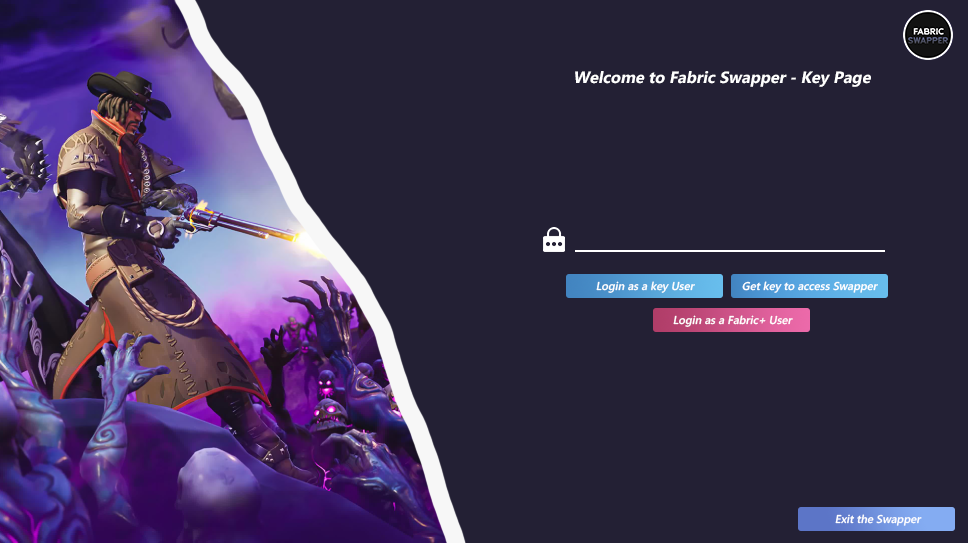 FABRIC
SWAPPER
Welcome to Fabric Swapper - Key Page
Login as a key User
Get key to access Swapper
Login as a Fabric+ User
Exit the Swapper